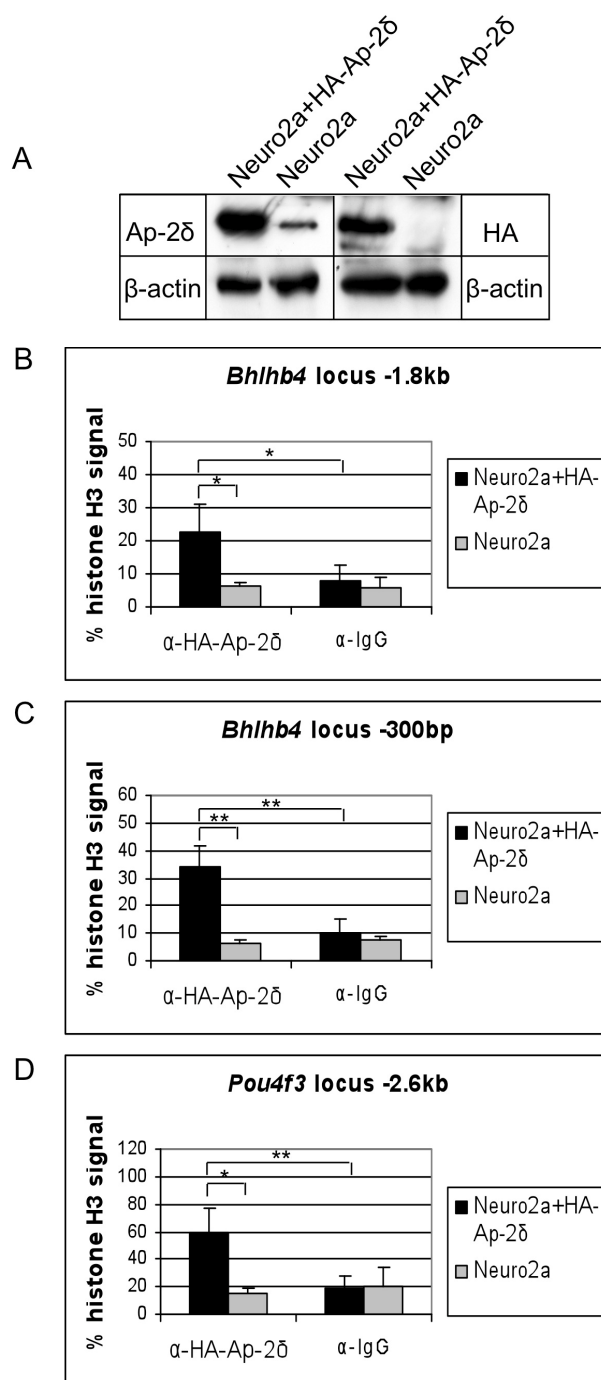 A
Neuro2a+HA-Ap-2δ
Neuro2a
Neuro2a+HA-Ap-2δ
Neuro2a
Ap-2δ
HA
β-actin
β-actin
B
Bhlhb4 locus -1.8kb
% histone H3 signal
50
40
30
20
10
0
*
*
α-HA-Ap-2δ
α-IgG
Neuro2a+HA-
Ap-2δ
Neuro2a
C
Bhlhb4 locus -300bp
% histone H3 signal
60
50
40
30
20
10
0
**
**
α-HA-Ap-2δ
α-IgG
Neuro2a+HA-
Ap-2δ
Neuro2a
D
Pou4f3 locus -2.6kb
% histone H3 signal
120
100
80
60
40
20
0
**
*
α-HA-Ap-2δ
α-IgG
Neuro2a+HA-
Ap-2δ
Neuro2a